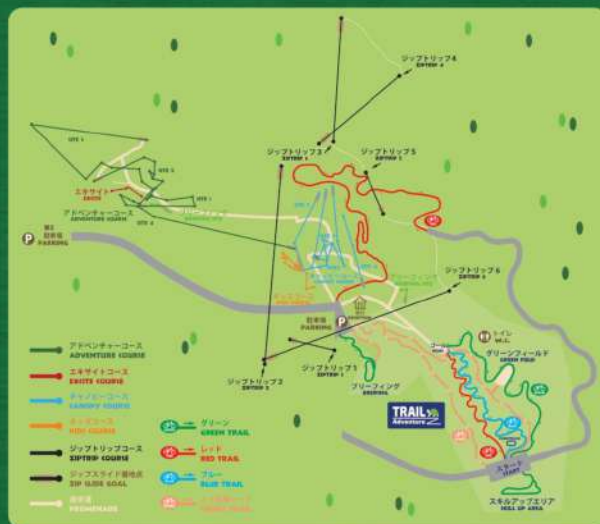 ジップトリップ4
ZIPTRIP 4
ジップトリップ3
ZIPTRIP 3
ジップトリップ5
ZIPTRIP 5
SITE 3
エキサイト
EXCITE
アドベンチャーコース
ADVENTURE COURSE
第2
駐車場
PARKING
P
ジップトリップ6
ZIPTRIP 6
駐車場
PARKING
P
トイレ
W.C.
グリーンフィールド
GREEN FIELD
ジップトリップ2
ZIPTRIP 2
ジップトリップ1
ZIPTRIP 1
ブリーフィング
BRIEFING
TRAIL
Adventure
スタート
START
スキルアップエリア
SKILL UP AREA
アドベンチャーコース
ADVENTURE COURSE
エキサイトコース
EXCITE COURSE
キャノピーコース
CANOPY COURSE
キッズコース
KIDS COURSE
ジップトリップコース
ZIPTRIP COURSE
ジップスライド着地点
ZIP SLIDE GOAL
遊歩道
PROMENADE
グリーン
GREEN TRAIL
レッド
RED TRAIL
ブルー
BLUE TRAIL